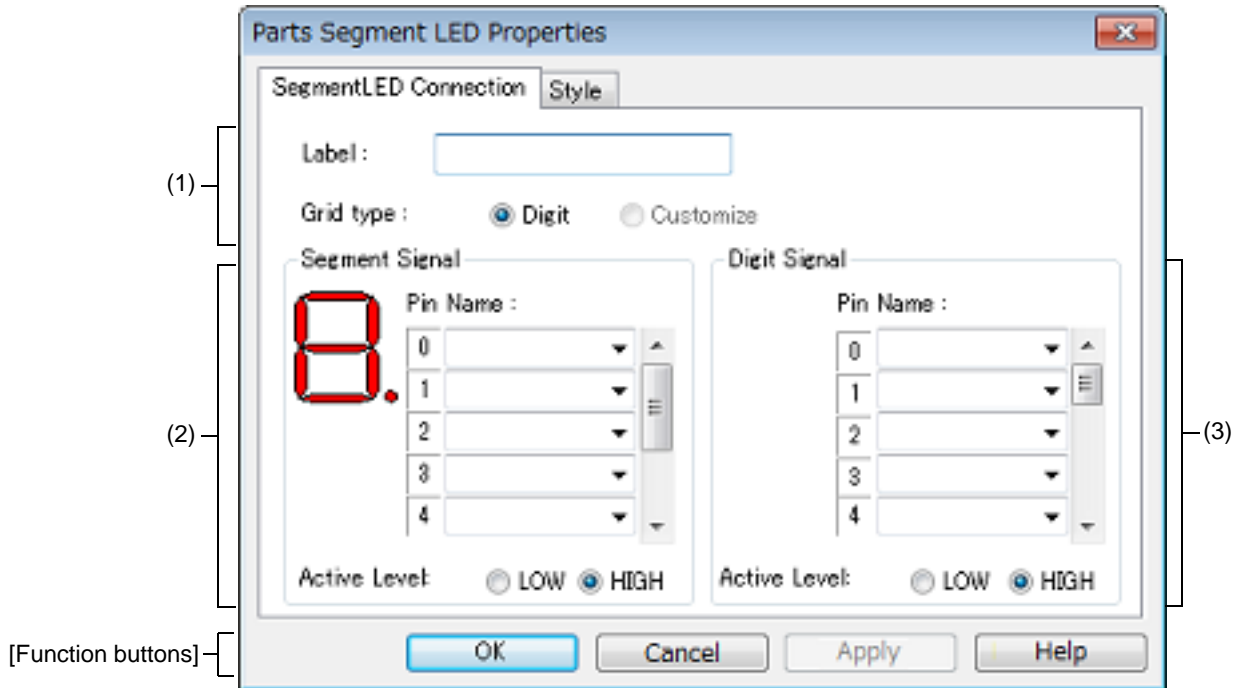 Parts Segment LED Properties
SegmentLED Connection Style
(1)
Label :
Grid type : Digit Customize
(2)
Segment Signal
Pin Name :
0
1
2
3
4
Active Level: LOW HIGH
Digit Signal
Pin Name :
0
1
2
3
4
Active Level: LOW HIGH
(3)
[Function buttons]
OK Cancel Apply Help